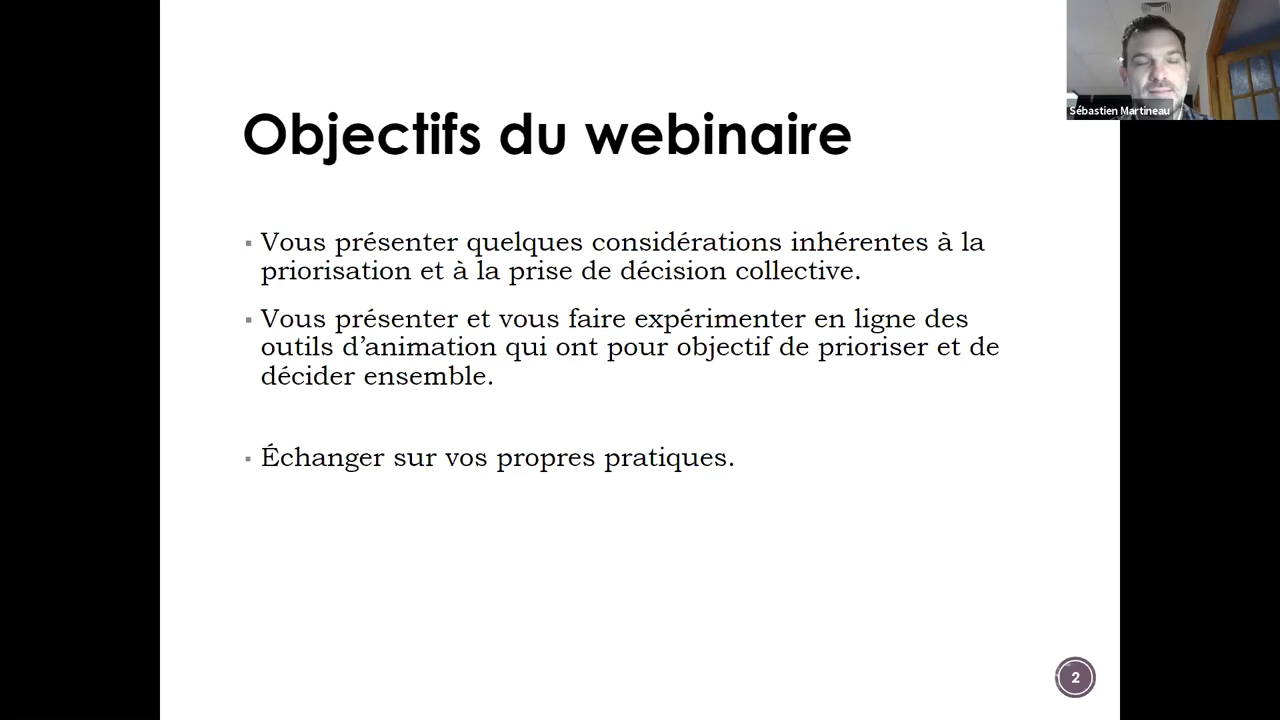 Sébastien Martineau
Objectifs du webinaire
Vous présenter quelques considérations inhérentes à la
priorisation et à la prise de décision collective.
Vous présenter et vous faire expérimenter en ligne des
outils d’animation qui ont pour objectif de prioriser et de
décider ensemble.
Échanger sur vos propres pratiques.
2